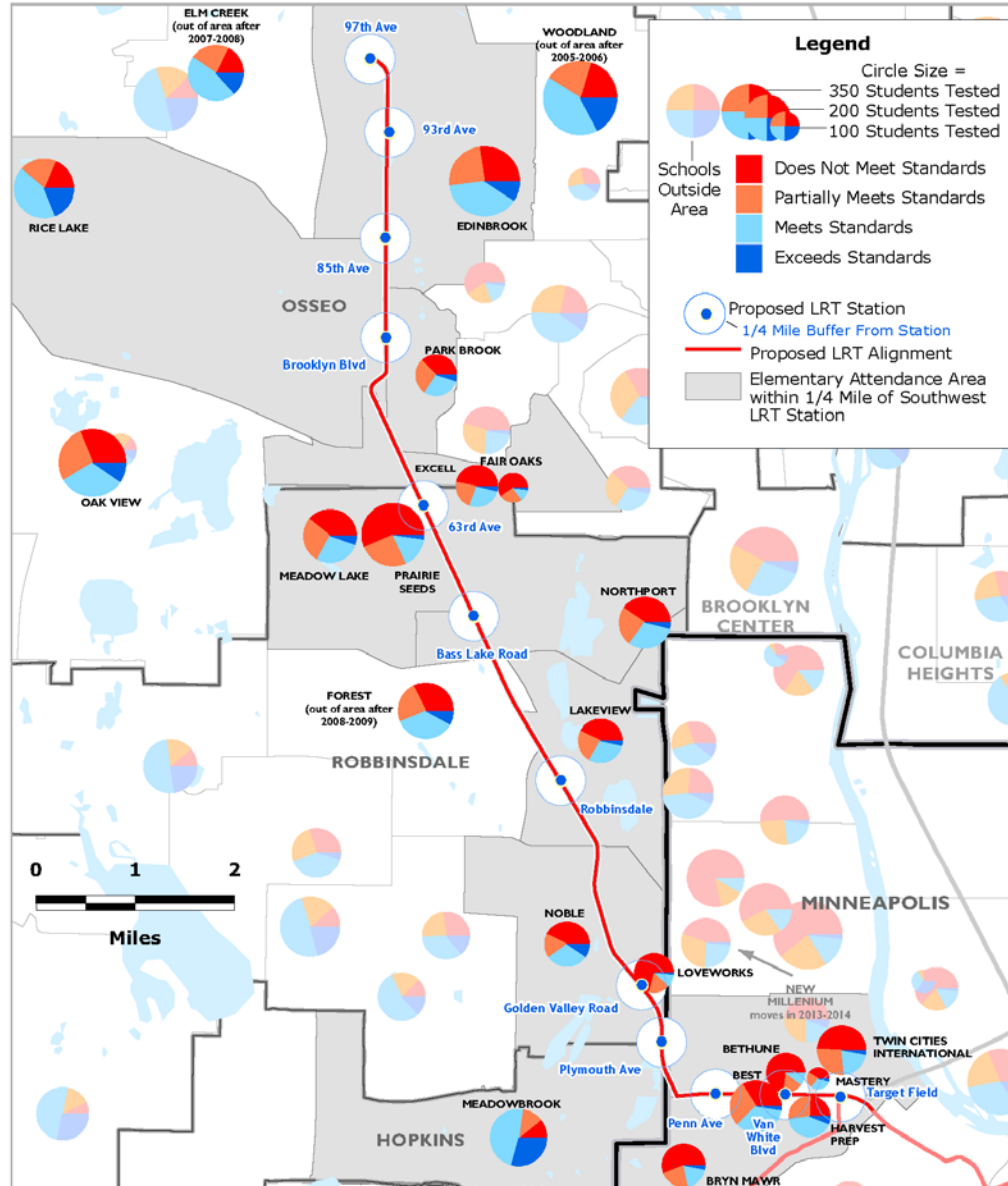 ELM CREEK
(out of area after
2007-2008)
97th Ave
WOODLAND
(out of area after
2005-2006)
Legend
Circle Size =
350 Students Tested
200 Students Tested
100 Students Tested
Schools
Outside
Area
Does Not Meet Standards
Partially Meets Standards
Meets Standards
Exceeds Standards
Proposed LRT Station
1/4 Mile Buffer From Station
Proposed LRT Alignment
Elementary Attendance Area
within 1/4 Mile of Southwest
LRT Station
93rd Ave
RICE LAKE
EDINBROOK
85th Ave
OSSEO
Brooklyn Blvd
PARK BROOK
OAK VIEW
EXCELL
FAIR OAKS
63rd Ave
MEADOW LAKE
PRAIRIE
SEEDS
NORTHPORT
BROOKLYN
CENTER
Bass Lake Road
COLUMBIA
HEIGHTS
FOREST
(out of area after
2008-2009)
LAKEVIEW
ROBBINSDALE
Robbinsdale
0 1 2
Miles
MINNEAPOLIS
NOBLE
LOVEWORKS
NEW
MILLENIUM
moves in 2013-2014
Golden Valley Road
Plymouth Ave
BETHUNE
TWIN CITIES
INTERNATIONAL
BEST
MASTERY
Target Field
Penn Ave
Van
White
Blvd
HARVEST
PREP
MEADOWBROOK
HOPKINS
BRYN MAWR